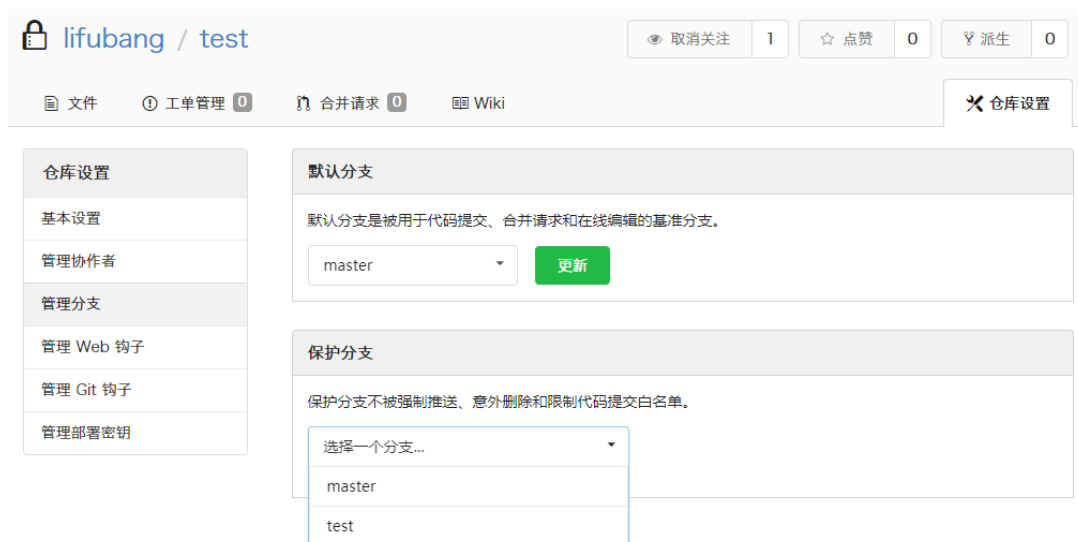 lifubang / test
取消关注 1
点赞 0
派生 0
文件
工单管理 0
合并请求 0
Wiki
仓库设置
仓库设置
基本设置
管理协作者
管理分支
管理 Web 钩子
管理 Git 钩子
管理部署密钥
默认分支
默认分支是被用于代码提交、合并请求和在线编辑的基准分支。
master
更新
保护分支
保护分支不被强制推送、意外删除和限制代码提交白名单。
选择一个分支...
master
test